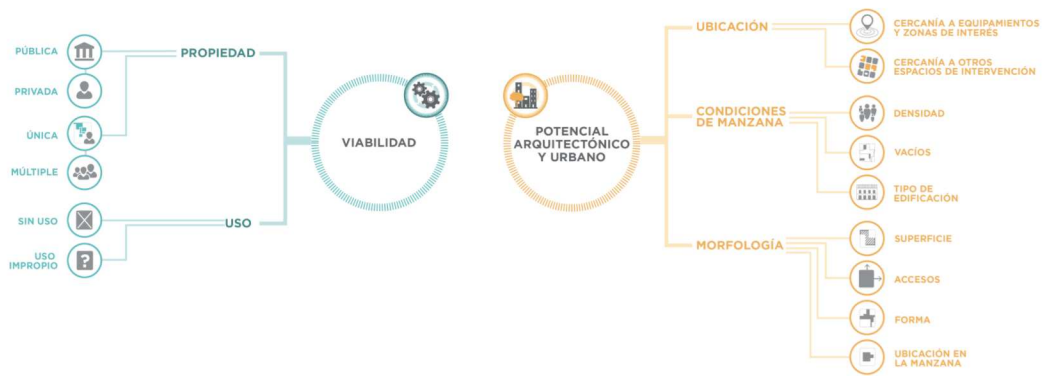 PÚBLICA
PROPIEDAD
PRIVADA
ÚNICA
MÚLTIPLE
SIN USO
USO
USO
IMPROPIO
VIABILIDAD
POTENCIAL
ARQUITECTÓNICO
Y URBANO
UBICACIÓN
CERCANÍA A EQUIPAMIENTOS
Y ZONAS DE INTERÉS
CERCANÍA A OTROS
ESPACIOS DE INTERVENCIÓN
CONDICIONES
DE MANZANA
DENSIDAD
VACÍOS
TIPO DE
EDIFICACIÓN
MORFOLOGÍA
SUPERFICIE
ACCESOS
FORMA
UBICACIÓN EN
LA MANZANA